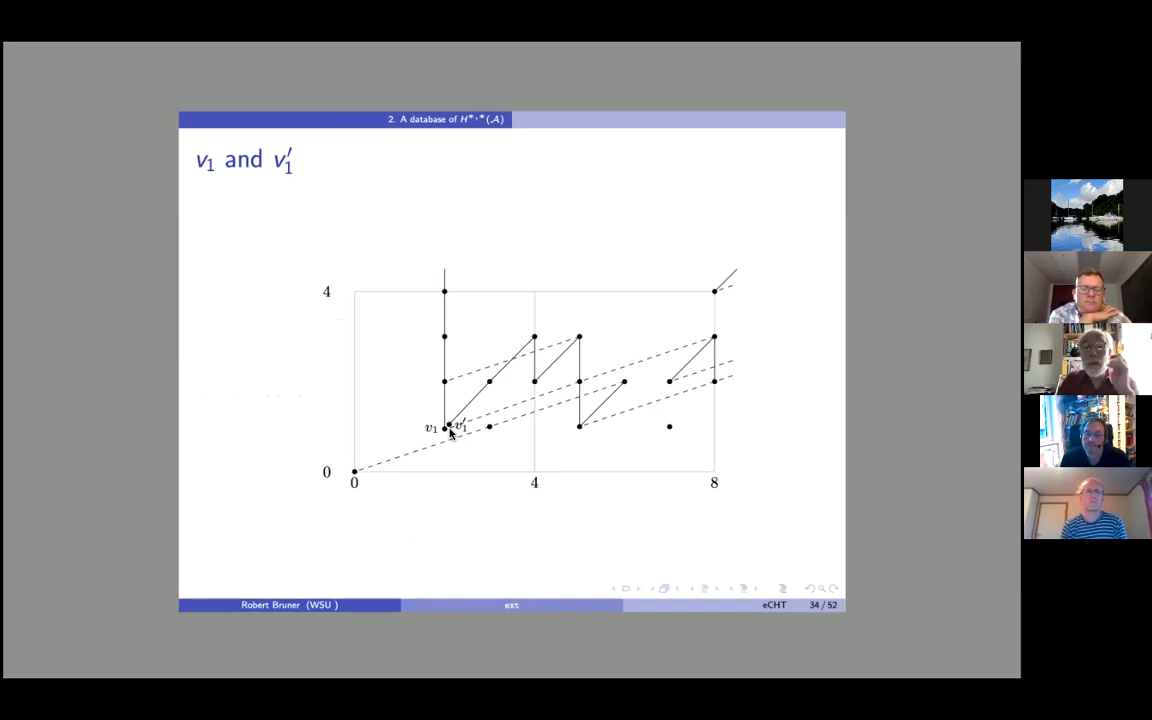 2. A database of H*,*(𝒜)
v₁ and v₁′
4
v₁ v₁′
0
0 4 8
Robert Bruner (WSU ) ext eCHT 34 / 52